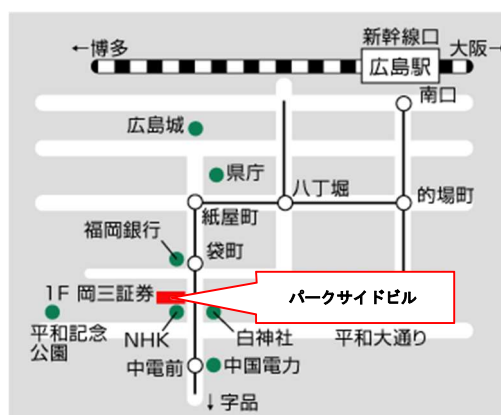 新幹線口
←博多
大阪→
広島駅
南口
広島城
県庁
八丁堀
的場町
紙屋町
福岡銀行
袋町
1F 岡三証券
パークサイドビル
平和記念
公園
NHK
白神社
平和大通り
中電前
中国電力
↓字品